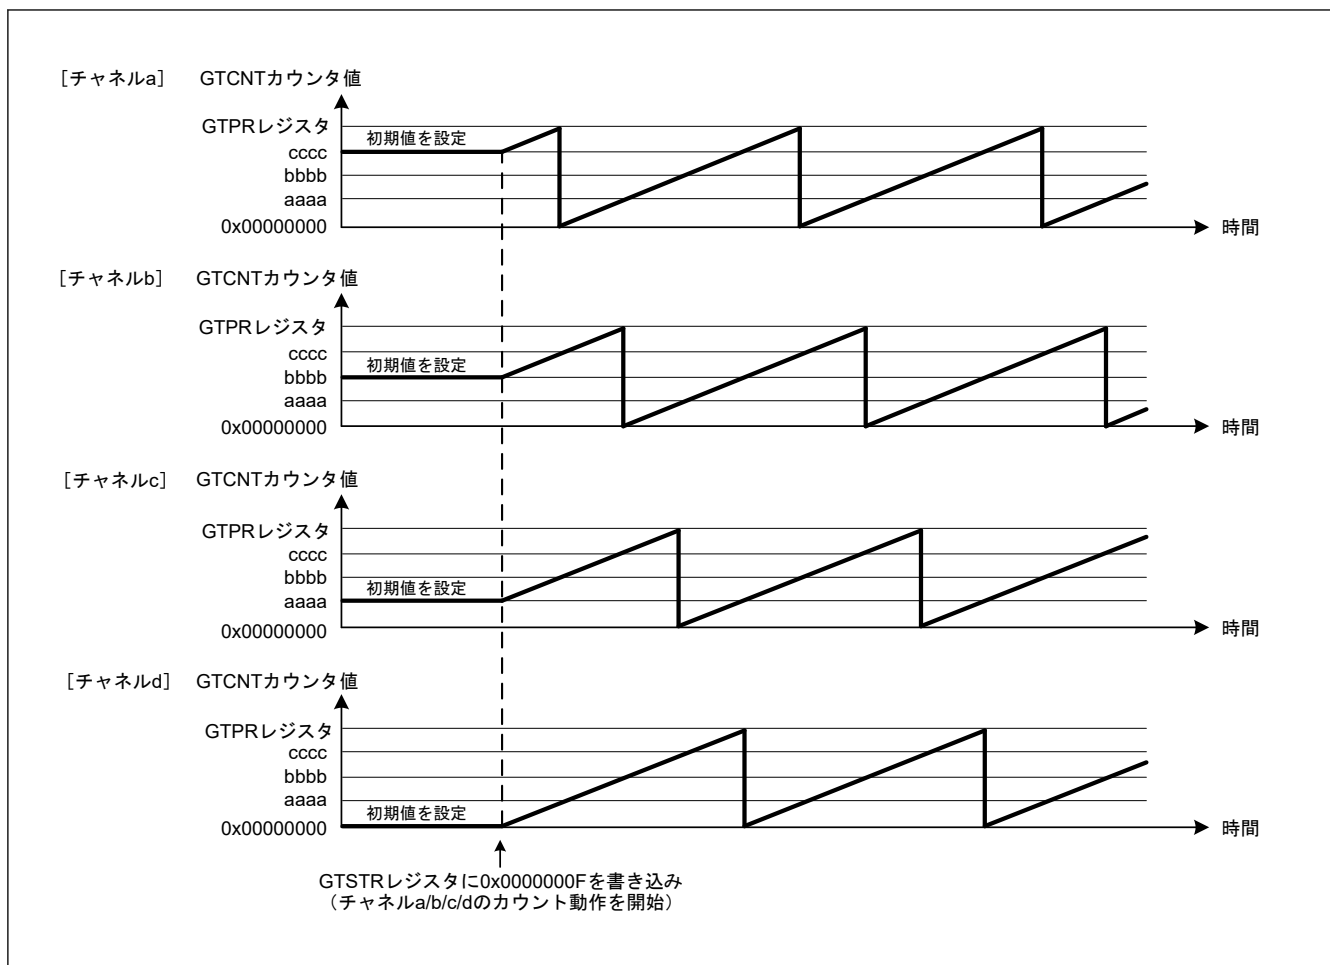 ［チャネルa］ GTCNTカウンタ値
GTPRレジスタ
初期値を設定
cccc
bbbb
aaaa
0x00000000
時間
［チャネルb］ GTCNTカウンタ値
GTPRレジスタ
cccc
初期値を設定
bbbb
aaaa
0x00000000
時間
［チャネルc］ GTCNTカウンタ値
GTPRレジスタ
cccc
bbbb
初期値を設定
aaaa
0x00000000
時間
［チャネルd］ GTCNTカウンタ値
GTPRレジスタ
cccc
bbbb
aaaa
初期値を設定
0x00000000
時間
GTSTRレジスタに0x0000000Fを書き込み
（チャネルa/b/c/dのカウント動作を開始）